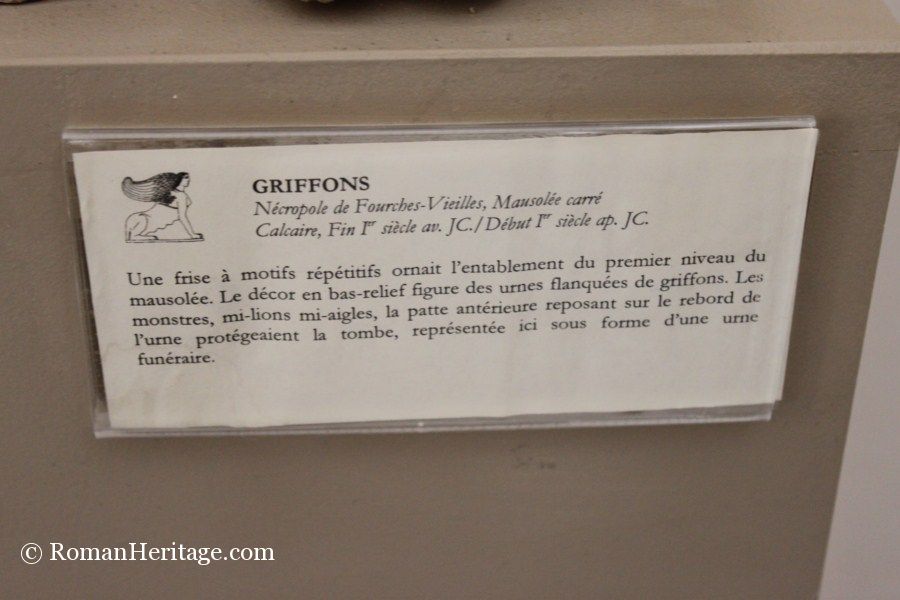 GRIFFONS
Nécropole de Fourches-Vieilles, Mausolée carré
Calcaire, Fin Ier siècle av. JC./Début Ier siècle ap. JC.
Une frise à motifs répétitifs ornait l'entablement du premier niveau du
mausolée. Le décor en bas-relief figure des urnes flanquées de griffons. Les
monstres, mi-lions mi-aigles, la patte antérieure reposant sur le rebord de
l'urne protégeaient la tombe, représentée ici sous forme d'une urne
funéraire.
© RomanHeritage.com